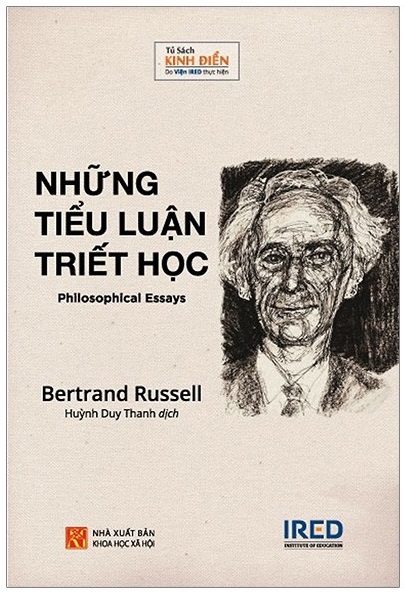 Tủ Sách
KINH ĐIỂN
Do Viện IRED thực hiện
NHỮNG
TIỂU LUẬN
TRIẾT HỌC
Philosophical Essays
Bertrand Russell
Huỳnh Duy Thanh dịch
NHÀ XUẤT BẢN
KHOA HỌC XÃ HỘI
IRED
INSTITUTE OF EDUCATION